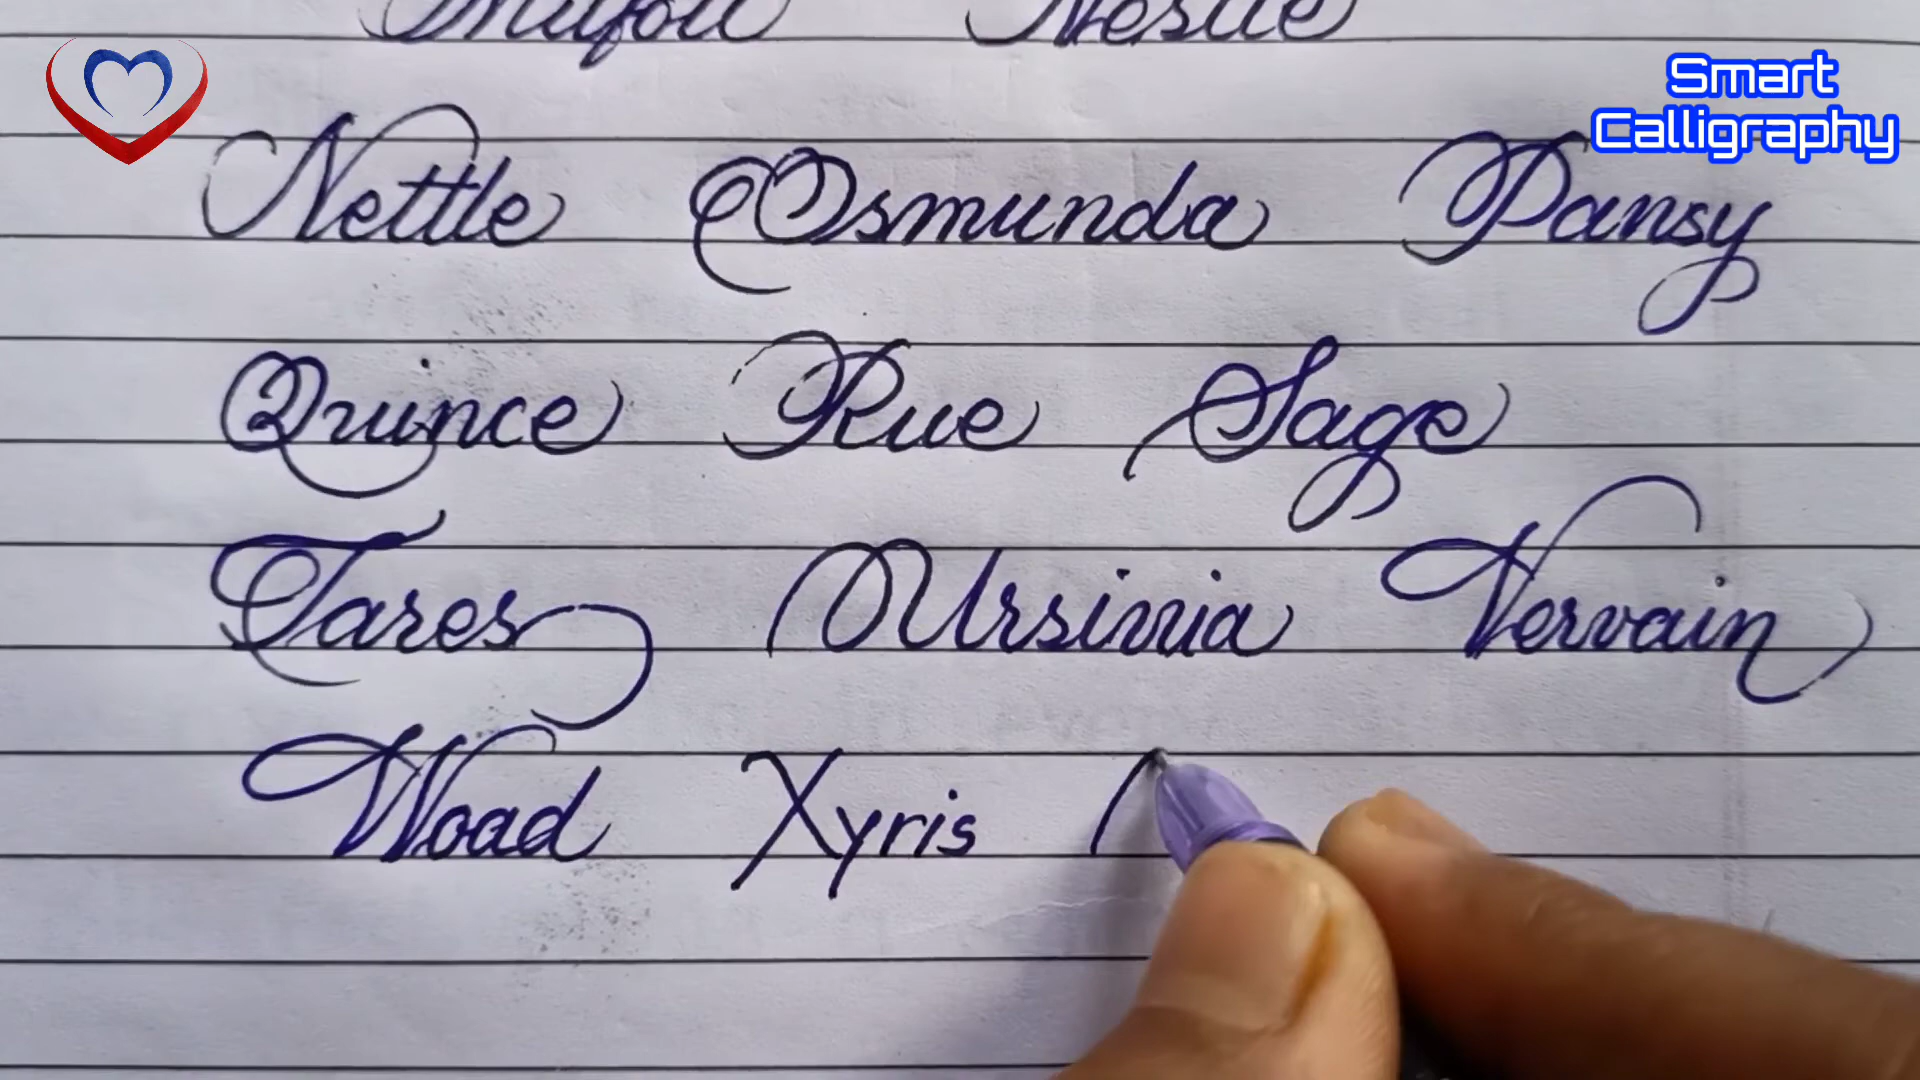 Nettle Osmunda Pansy
Quince Rue Sage
Tares Ursinia Vervain
Woad Xyris
Smart
Calligraphy